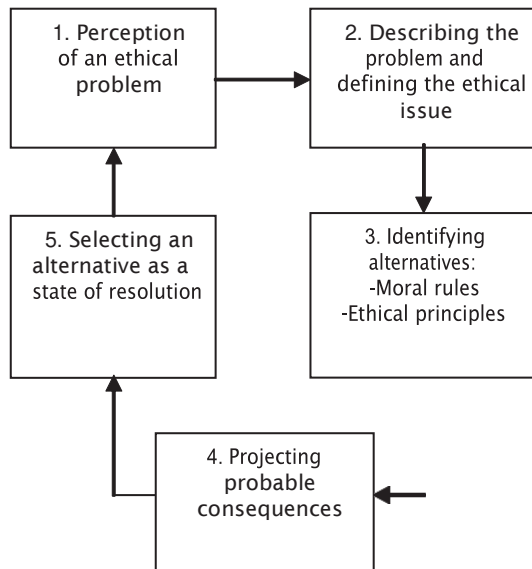 1. Perception
of an ethical
problem
2. Describing the
problem and
defining the ethical
issue
3. Identifying
alternatives:
-Moral rules
-Ethical principles
4. Projecting
probable
consequences
5. Selecting an
alternative as a
state of resolution